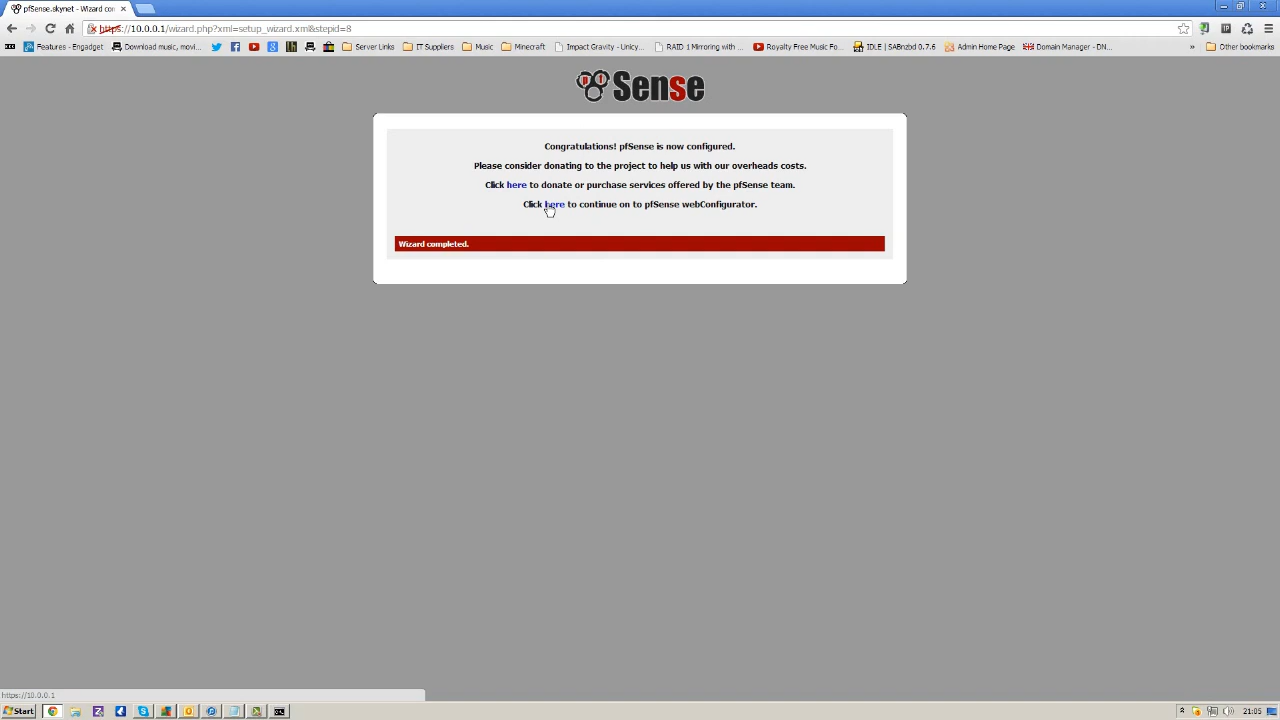 pfSense.skynet - Wizard con
https://10.0.0.1/wizard.php?xml=setup_wizard.xml&stepid=8
Features - Engadget
Download music, movi...
Server Links
IT Suppliers
Music
Minecraft
Impact Gravity - Unicy...
RAID 1 Mirroring with ...
Royalty Free Music Fo...
IDLE | SABnzbd 0.7.6
Admin Home Page
Domain Manager - DN...
»
Other bookmarks
pf Sense
Congratulations! pfSense is now configured.
Please consider donating to the project to help us with our overheads costs.
Click here to donate or purchase services offered by the pfSense team.
Click here to continue on to pfSense webConfigurator.
Wizard completed.
https://10.0.0.1
Start
21:05